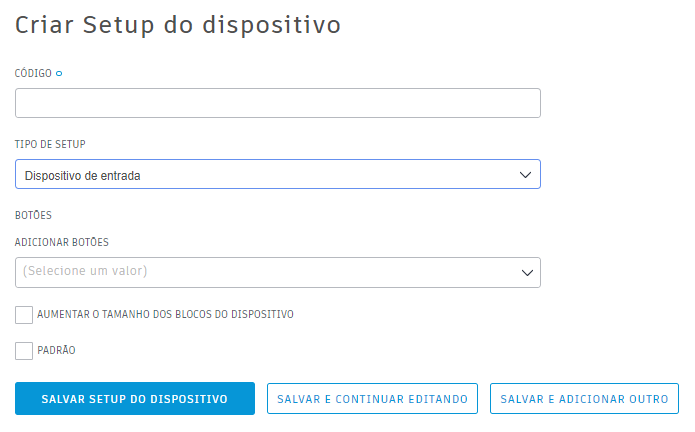 Criar Setup do dispositivo
CÓDIGO
TIPO DE SETUP
Dispositivo de entrada
BOTÕES
ADICIONAR BOTÕES
(Selecione um valor)
AUMENTAR O TAMANHO DOS BLOCOS DO DISPOSITIVO
PADRÃO
SALVAR SETUP DO DISPOSITIVO SALVAR E CONTINUAR EDITANDO SALVAR E ADICIONAR OUTRO